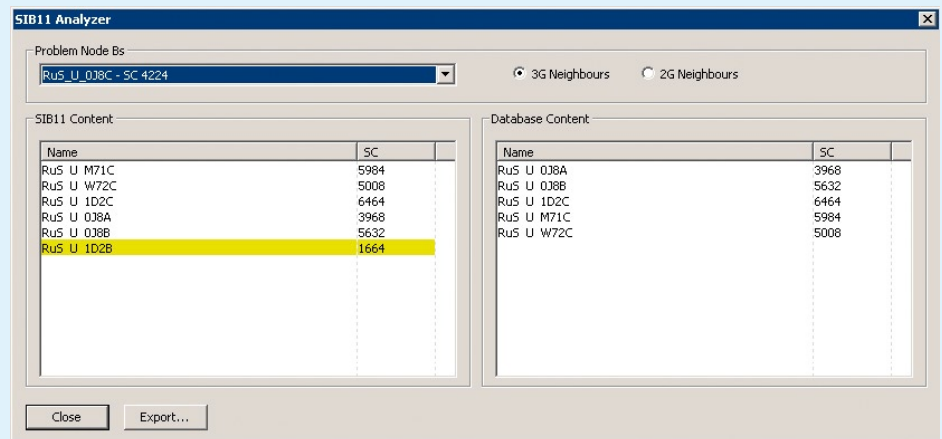 SIB11 Analyzer
Problem Node Bs
RuS_U_0J8C - SC 4224
3G Neighbours
2G Neighbours
SIB11 Content
Name SC
RuS U M71C 5984
RuS U W72C 5008
RuS U 1D2C 6464
RuS U 0J8A 3968
RuS U 0J8B 5632
RuS U 1D2B 1664
Database Content
Name SC
RuS U 0J8A 3968
RuS U 0J8B 5632
RuS U 1D2C 6464
RuS U M71C 5984
RuS U W72C 5008
Close
Export...